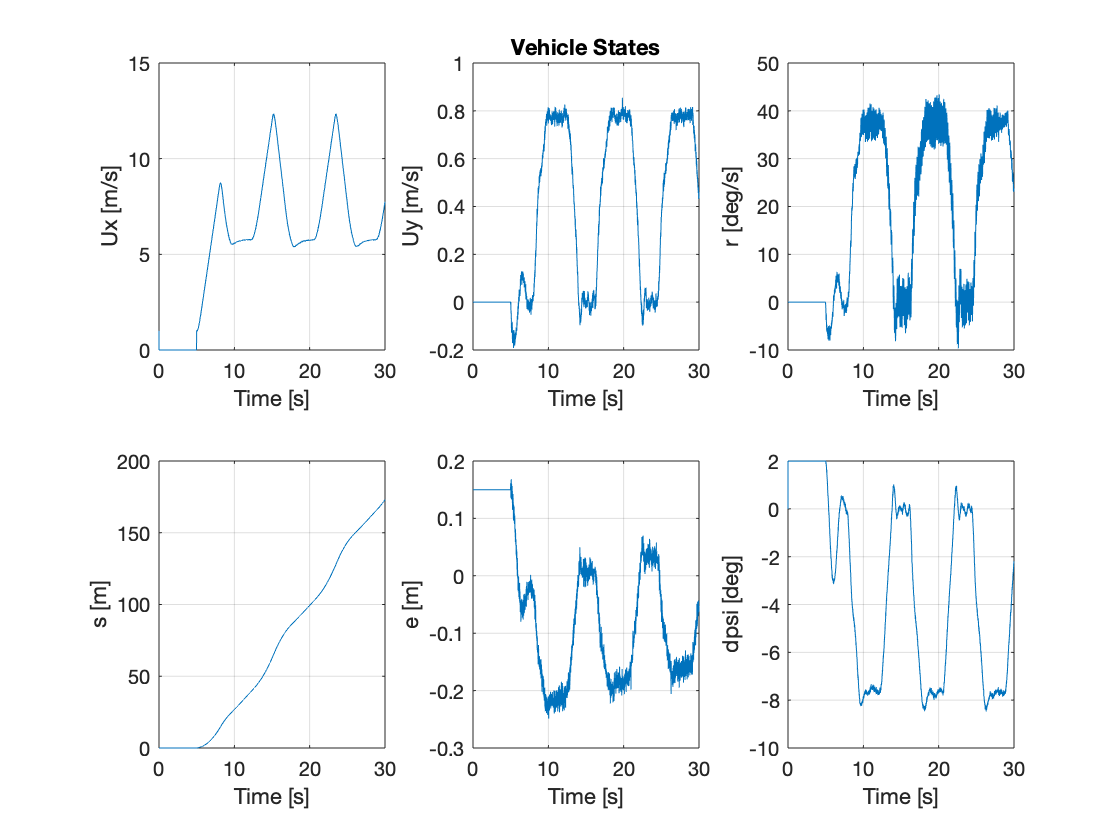 Vehicle States
Ux [m/s]
15
10
5
0
0 10 20 30
Time [s]
Uy [m/s]
1
0.8
0.6
0.4
0.2
0
-0.2
0 10 20 30
Time [s]
r [deg/s]
50
40
30
20
10
0
-10
0 10 20 30
Time [s]
s [m]
200
150
100
50
0
0 10 20 30
Time [s]
e [m]
0.2
0.1
0
-0.1
-0.2
-0.3
0 10 20 30
Time [s]
dpsi [deg]
2
0
-2
-4
-6
-8
-10
0 10 20 30
Time [s]